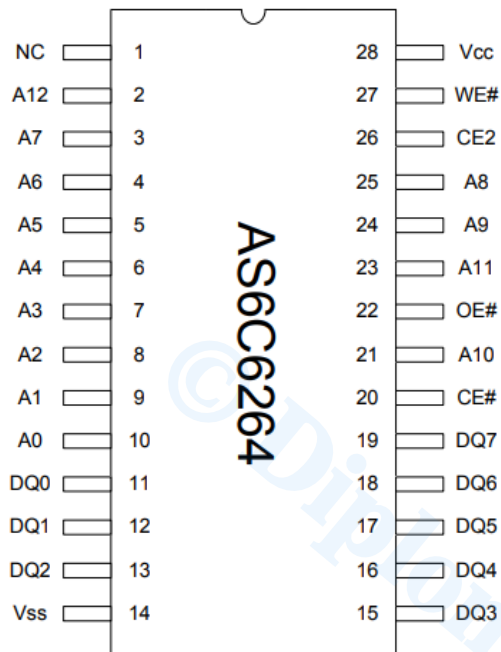 NC 1 28 Vcc
A12 2 27 WE#
A7 3 26 CE2
A6 4 25 A8
A5 5 24 A9
A4 6 23 A11
A3 7 22 OE#
A2 8 21 A10
A1 9 20 CE#
A0 10 19 DQ7
DQ0 11 18 DQ6
DQ1 12 17 DQ5
DQ2 13 16 DQ4
Vss 14 15 DQ3
AS6C6264
© Diplom